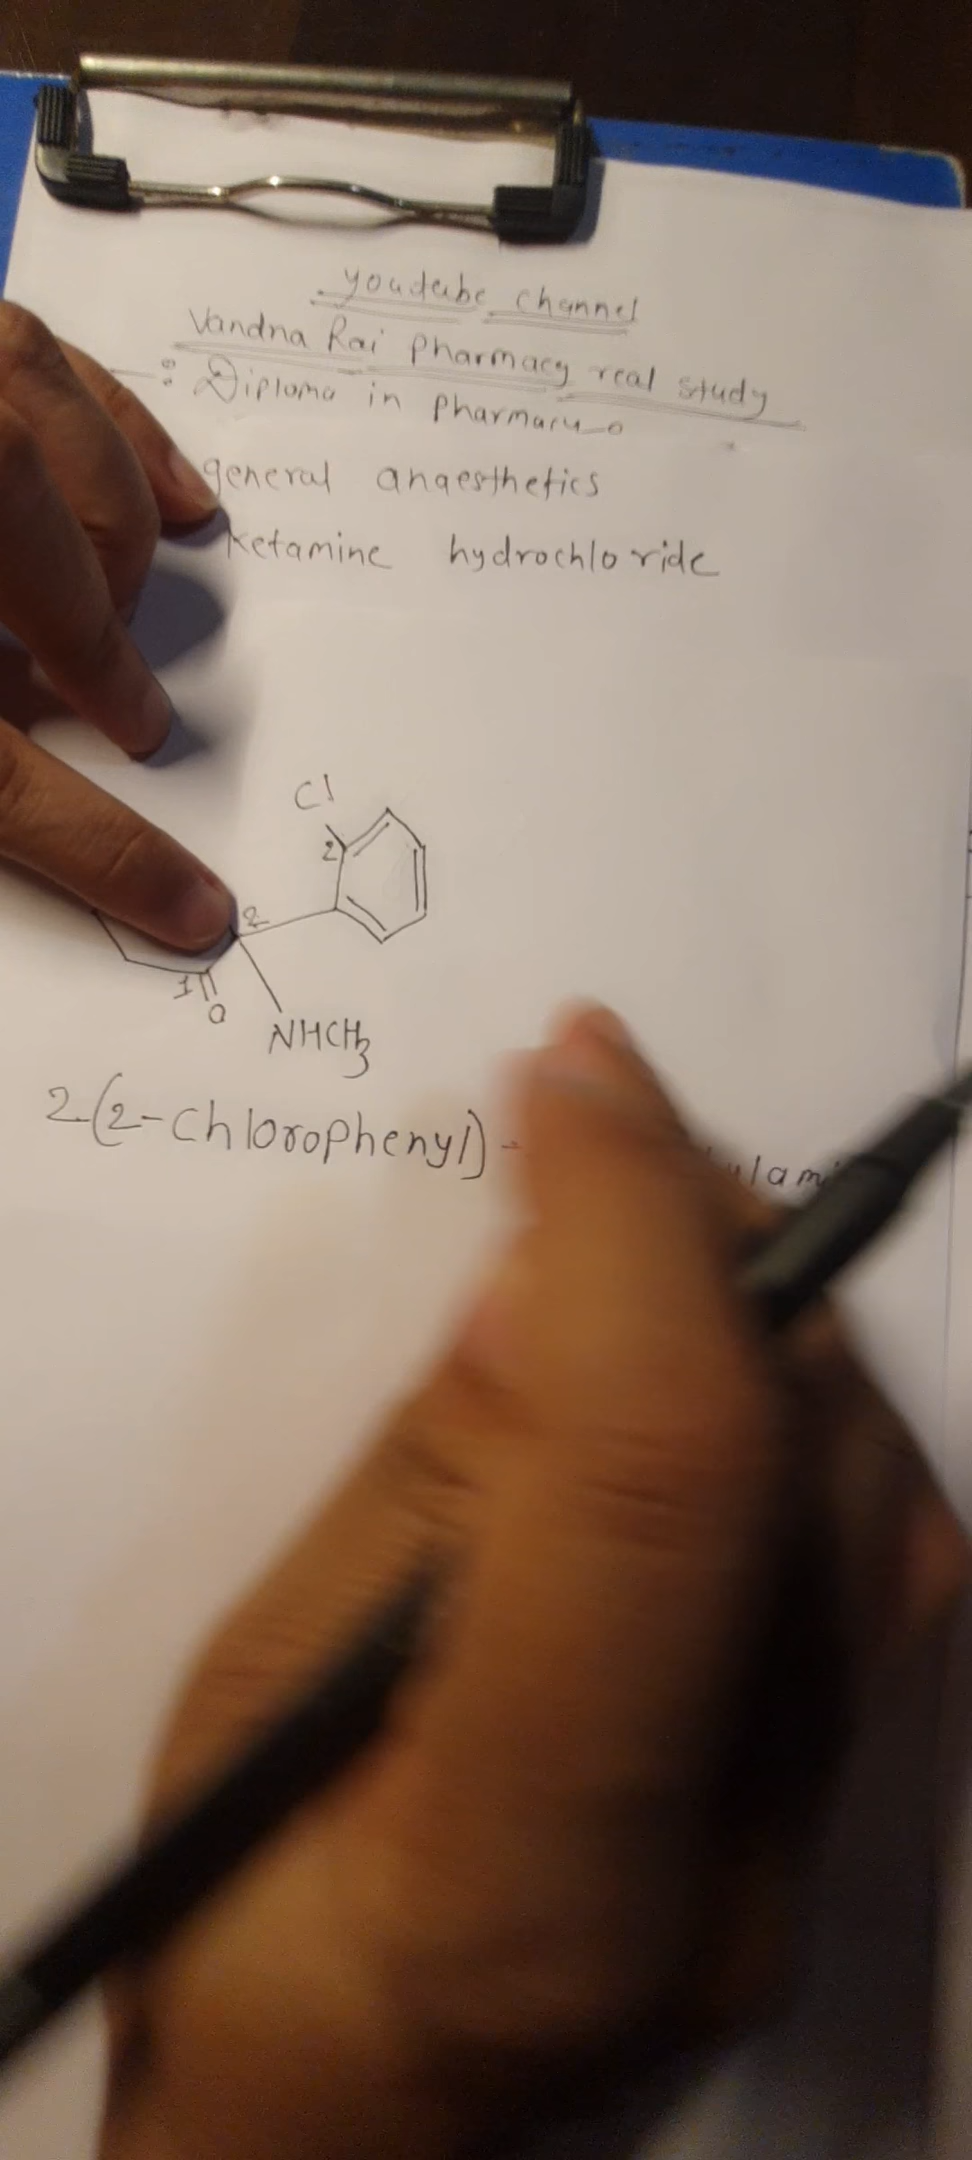 youtube channel
Vandna Rai Pharmacy real study
-: Diploma in Pharmacy
general anaesthetics
Ketamine hydrochloride
Cl
2
2
1
O
NHCH3
2-(2-Chlorophenyl)-